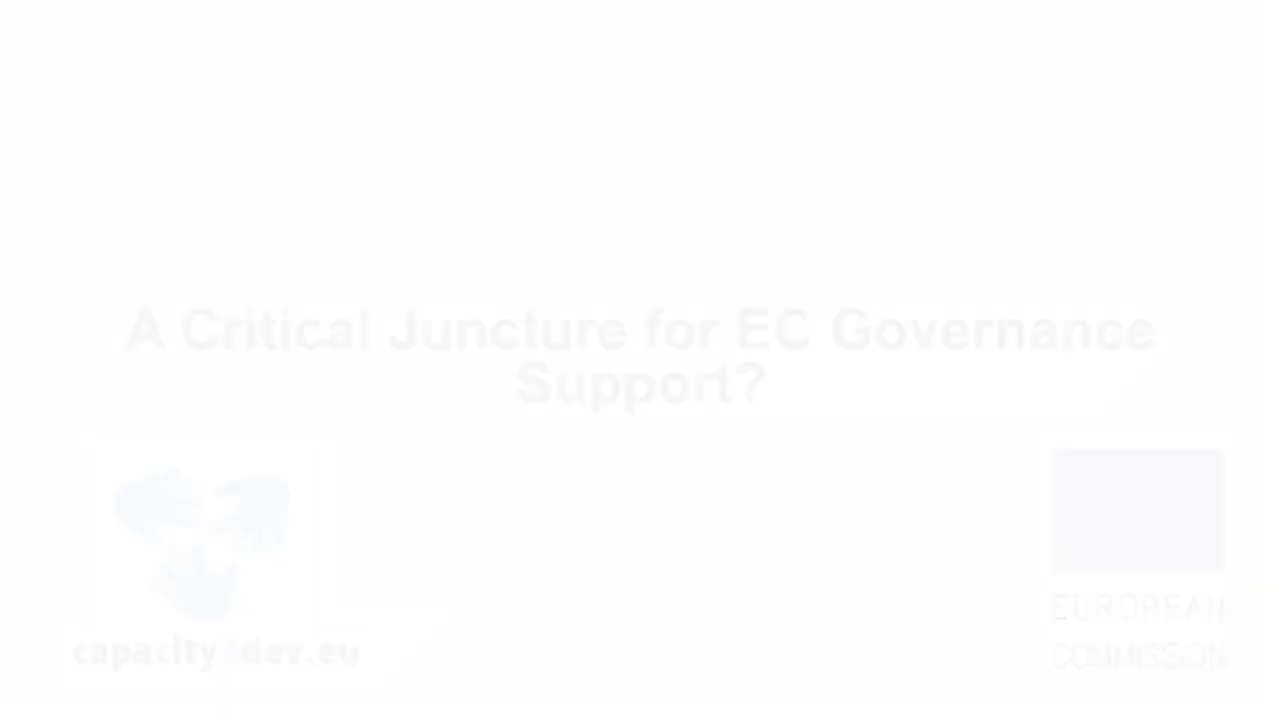 A Critical Juncture for EC Governance
Support?
capacity4dev.eu
EUROPEAN
COMMISSION